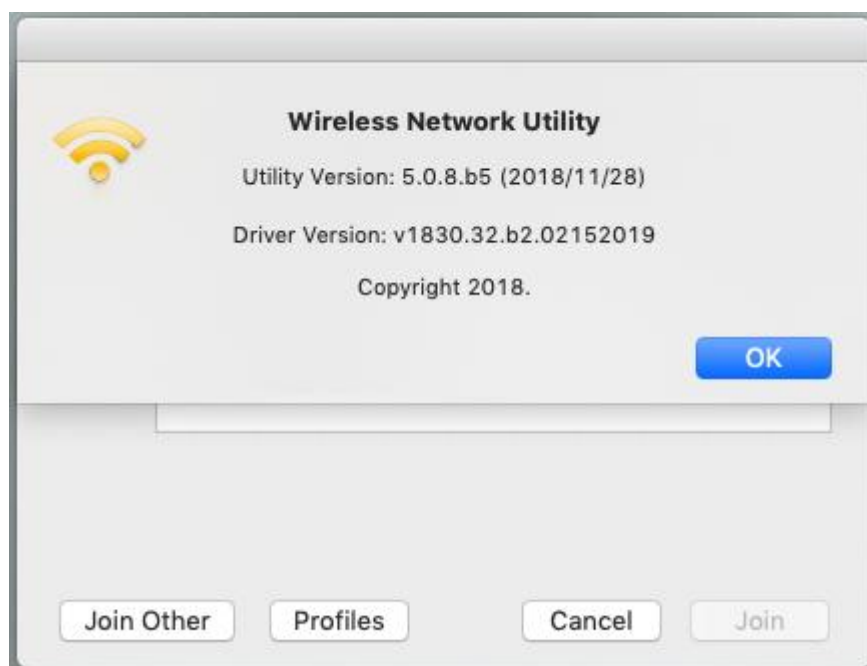 Wireless Network Utility
Utility Version: 5.0.8.b5 (2018/11/28)
Driver Version: v1830.32.b2.02152019
Copyright 2018.
OK
Join Other Profiles Cancel Join